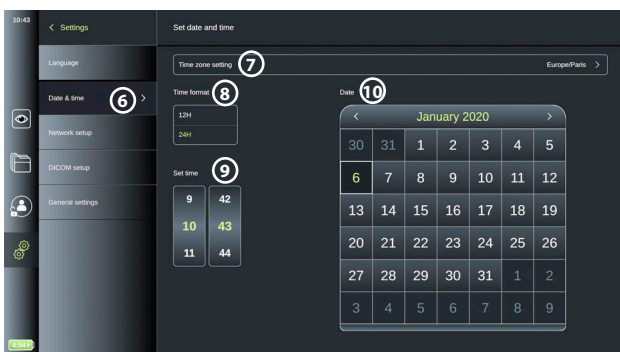 10:43
< Settings
Set date and time
Language
Time zone setting 7 Europe/Paris >
Date & time 6 >
Time format 8
Date 10
12H
24H
< January 2020 >
Network setup
30 31 1 2 3 4 5
DICOM setup
Set time 9
6 7 8 9 10 11 12
General settings
9 42
13 14 15 16 17 18 19
10 43
20 21 22 23 24 25 26
11 44
27 28 29 30 31 1 2
3 4 5 6 7 8 9
4:54